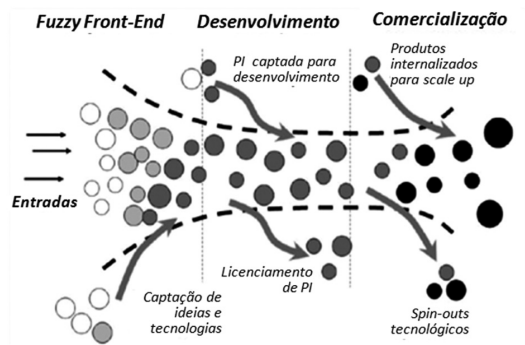 Fuzzy Front-End
Desenvolvimento
Comercialização
PI captada para
desenvolvimento
Produtos
internalizados
para scale up
Entradas
Captação de
ideias e
tecnologias
Licenciamento
de PI
Spin-outs
tecnológicos